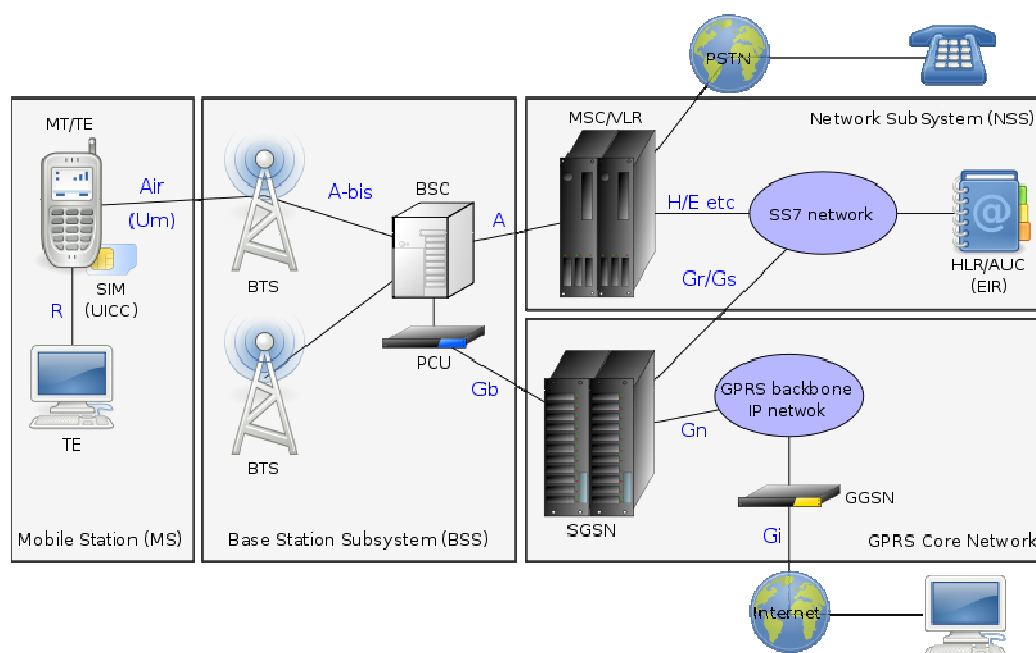 PSTN
MT/TE
MSC/VLR
Network SubSystem (NSS)
Air
(Um)
A-bis
BSC
A
H/E etc
SS7 network
HLR/AUC
(EIR)
SIM
(UICC)
BTS
Gr/Gs
R
PCU
Gb
GPRS backbone
IP netwok
Gn
TE
BTS
SGSN
GGSN
Gi
Mobile Station (MS)
Base Station Subsystem (BSS)
GPRS Core Network
Internet